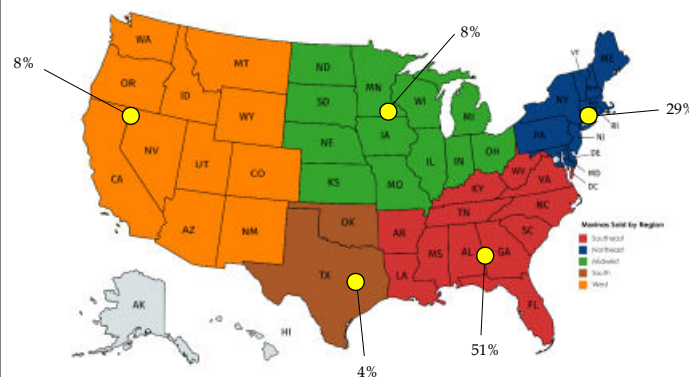 8%
8%
29%
51%
4%
WA
OR
CA
NV
ID
MT
WY
UT
CO
AZ
NM
ND
SD
NE
KS
MN
IA
MO
WI
IL
IN
MI
OH
OK
TX
AR
LA
MS
AL
GA
FL
TN
KY
WV
VA
NC
SC
PA
NY
VT
ME
RI
NJ
DE
MD
DC
AK
HI
Marinas Sold by Region
Southeast
Northeast
Midwest
South
West